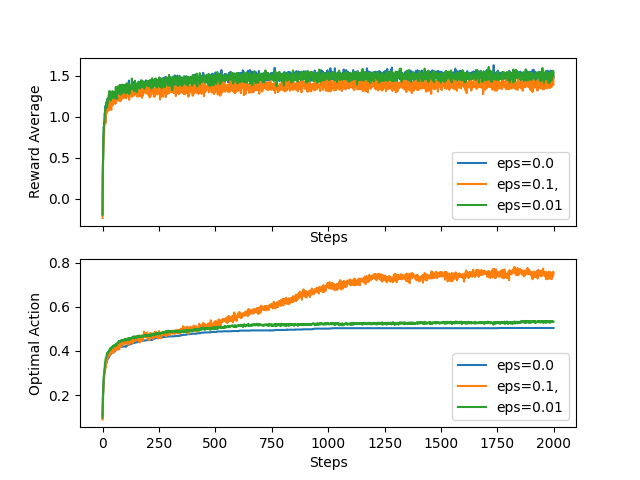 Reward Average
1.5
1.0
0.5
0.0
eps=0.0
eps=0.1,
eps=0.01
Steps
Optimal Action
0.8
0.6
0.4
0.2
eps=0.0
eps=0.1,
eps=0.01
0 250 500 750 1000 1250 1500 1750 2000
Steps